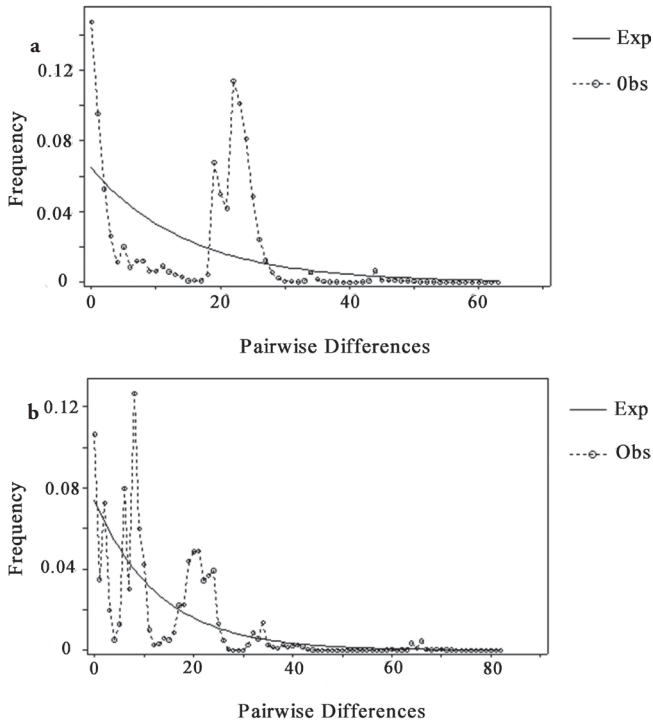 a
0.12
0.08
0.04
0
Frequency
0 20 40 60
Pairwise Differences
Exp
0bs
b
0.12
0.08
0.04
0
Frequency
0 20 40 60 80
Pairwise Differences
Exp
Obs